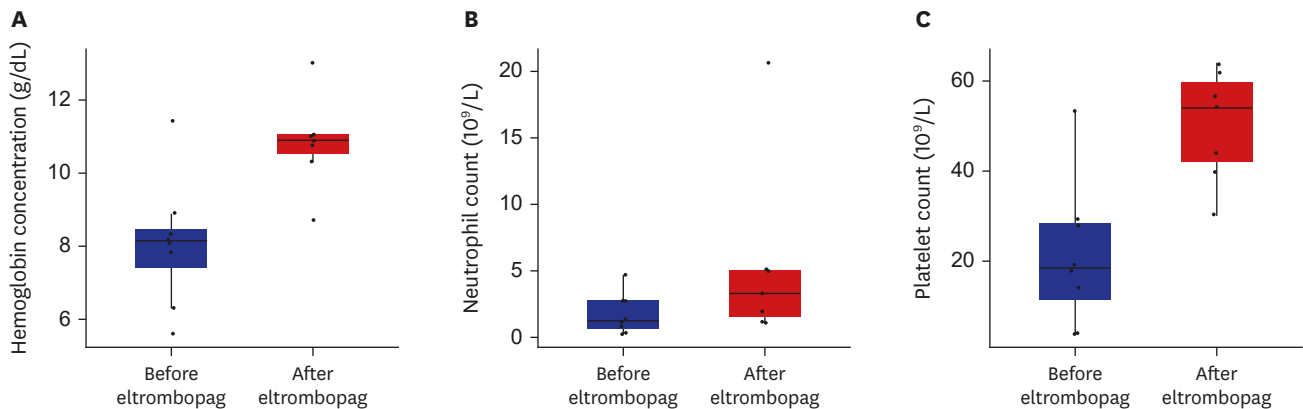 A
Hemoglobin concentration (g/dL)
12
10
8
6
Before
eltrombopag
After
eltrombopag
B
Neutrophil count (10⁹/L)
20
15
10
5
0
Before
eltrombopag
After
eltrombopag
C
Platelet count (10⁹/L)
60
40
20
Before
eltrombopag
After
eltrombopag